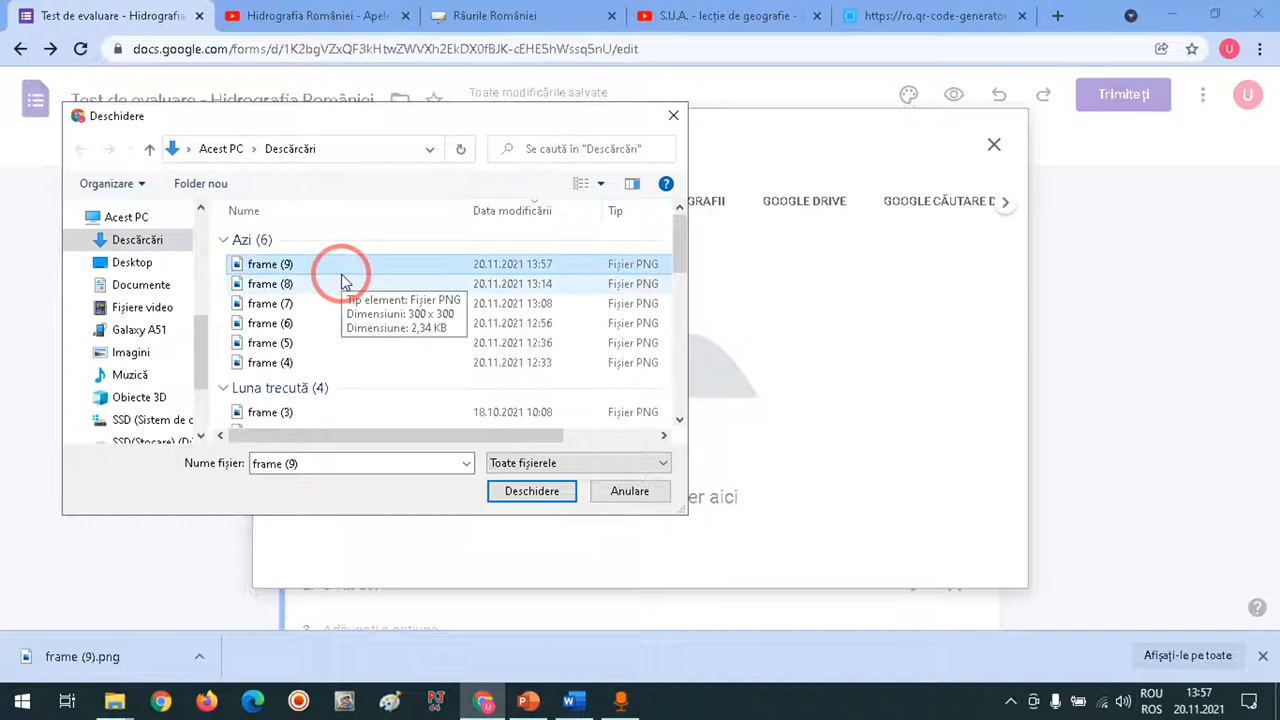 Test de evaluare - Hidrografia
Hidrografia României - Apele
Râurile României
S.U.A. - lecție de geografie -
https://ro.qr-code-generator
docs.google.com/forms/d/1K2bgVZxQF3kHtwZWVXh2EkDX0fBJK-cEHE5hWssq5nU/edit
U
Test de evaluare - Hidrografia României
Toate modificările salvate
Trimiteți
U
Deschidere
Acest PC > Descărcări
Se caută în "Descărcări"
Organizare
Folder nou
GRAFII
GOOGLE DRIVE
GOOGLE CĂUTARE D
Nume
Data modificării
Tip
Acest PC
Descărcări
Desktop
Documente
Fișiere video
Galaxy A51
Imagini
Muzică
Obiecte 3D
SSD (Sistem de c
SSD(Stocare) (D:
Azi (6)
frame (9) 20.11.2021 13:57 Fișier PNG
frame (8) 20.11.2021 13:14 Fișier PNG
frame (7) 20.11.2021 13:08 Fișier PNG
frame (6) 20.11.2021 12:56 Fișier PNG
frame (5) 20.11.2021 12:36 Fișier PNG
frame (4) 20.11.2021 12:33 Fișier PNG
Tip element: Fișier PNG
Dimensiuni: 300 x 300
Dimensiune: 2,34 KB
Luna trecută (4)
frame (3) 18.10.2021 10:08 Fișier PNG
Nume fișier: frame (9)
Toate fișierele
Deschidere
Anulare
er aici
frame (9).png
Afișați-le pe toate
ROU
ROS
13:57
20.11.2021